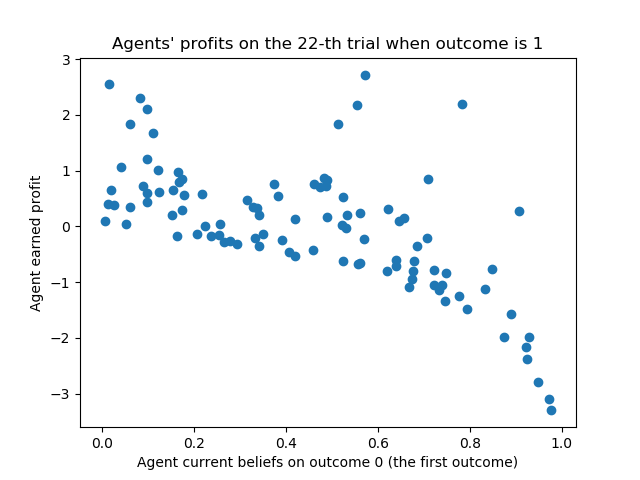 Agents' profits on the 22-th trial when outcome is 1
3
2
1
0
−1
−2
−3
Agent earned profit
0.0 0.2 0.4 0.6 0.8 1.0
Agent current beliefs on outcome 0 (the first outcome)